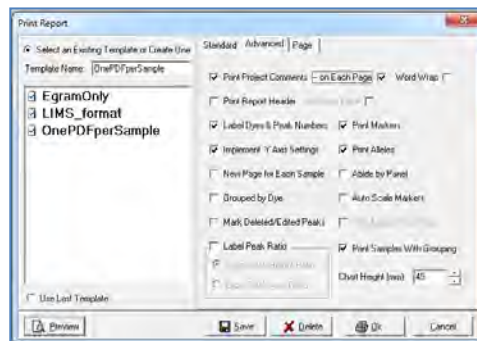 Print Report
Select an Existing Template or Create One
Template Name: OnePDFperSample
EgramOnly
LIMS_format
OnePDFperSample
Use Last Template
Standard Advanced Page
Print Project Comments - on Each Page Word Wrap
Print Report Header
Label Dyes & Peak Numbers Print Markers
Implement Y Axis Settings Print Alleles
New Page for Each Sample Abide by Panel
Grouped by Dye Auto Scale Markers
Mark Deleted/Edited Peaks
Label Peak Ratio Print Samples With Grouping
Chart Height (mm) 45
Preview Save Delete Ok Cancel